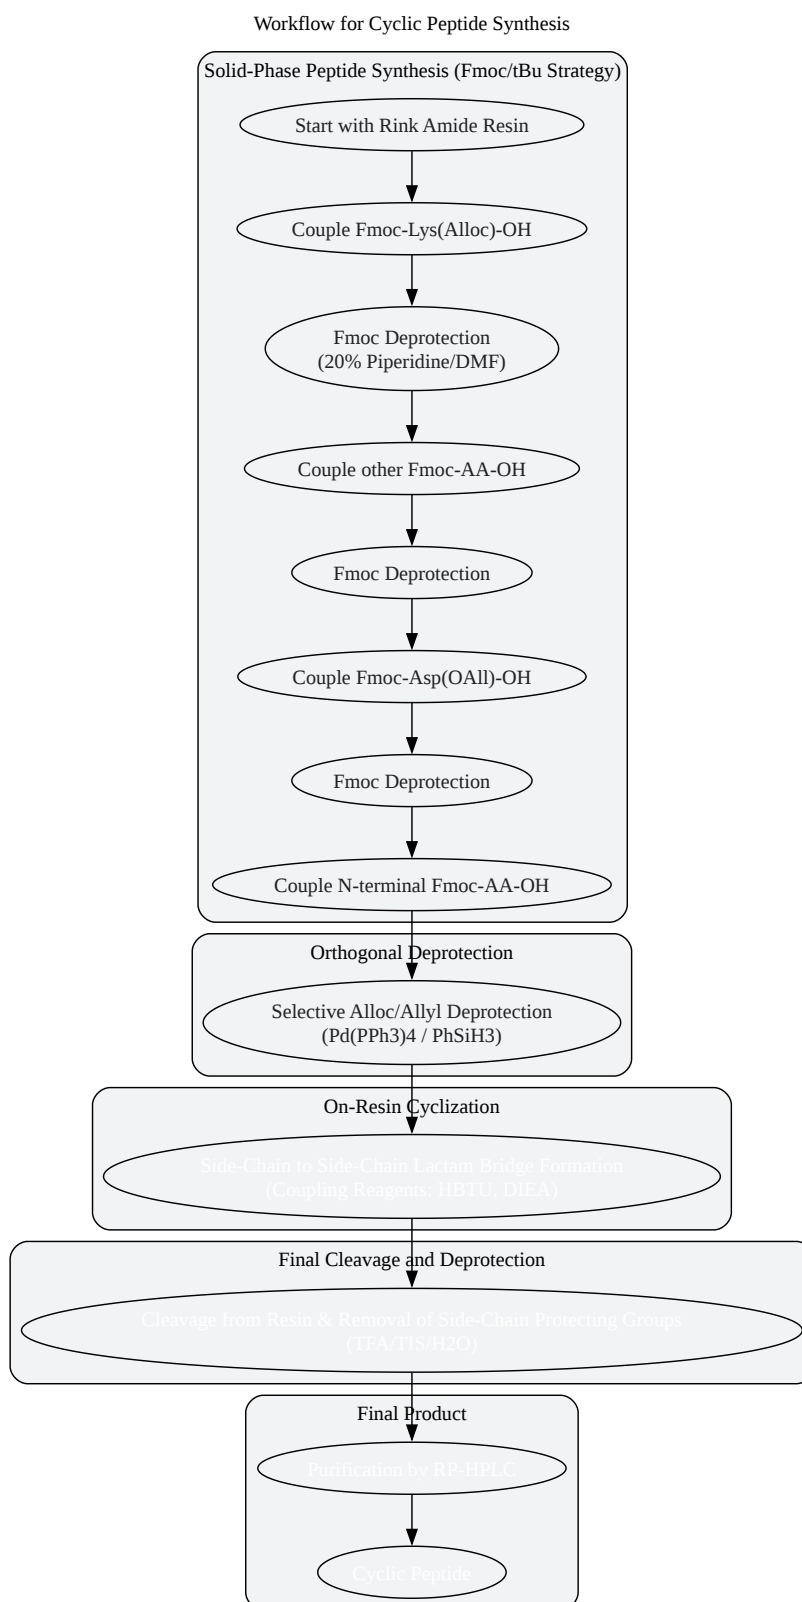 Workflow for Cyclic Peptide Synthesis
Solid-Phase Peptide Synthesis (Fmoc/tBu Strategy)
Start with Rink Amide Resin
Couple Fmoc-Lys(Alloc)-OH
Fmoc Deprotection
(20% Piperidine/DMF)
Couple other Fmoc-AA-OH
Fmoc Deprotection
Couple Fmoc-Asp(OAll)-OH
Fmoc Deprotection
Couple N-terminal Fmoc-AA-OH
Orthogonal Deprotection
Selective Alloc/Allyl Deprotection
(Pd(PPh3)4 / PhSiH3)
On-Resin Cyclization
Side-Chain to Side-Chain Lactam Bridge Formation
(Coupling Reagents: HBTU, DIEA)
Final Cleavage and Deprotection
Cleavage from Resin & Removal of Side-Chain Protecting Groups
(TFA/TIS/H2O)
Final Product
Purification by RP-HPLC
Cyclic Peptide